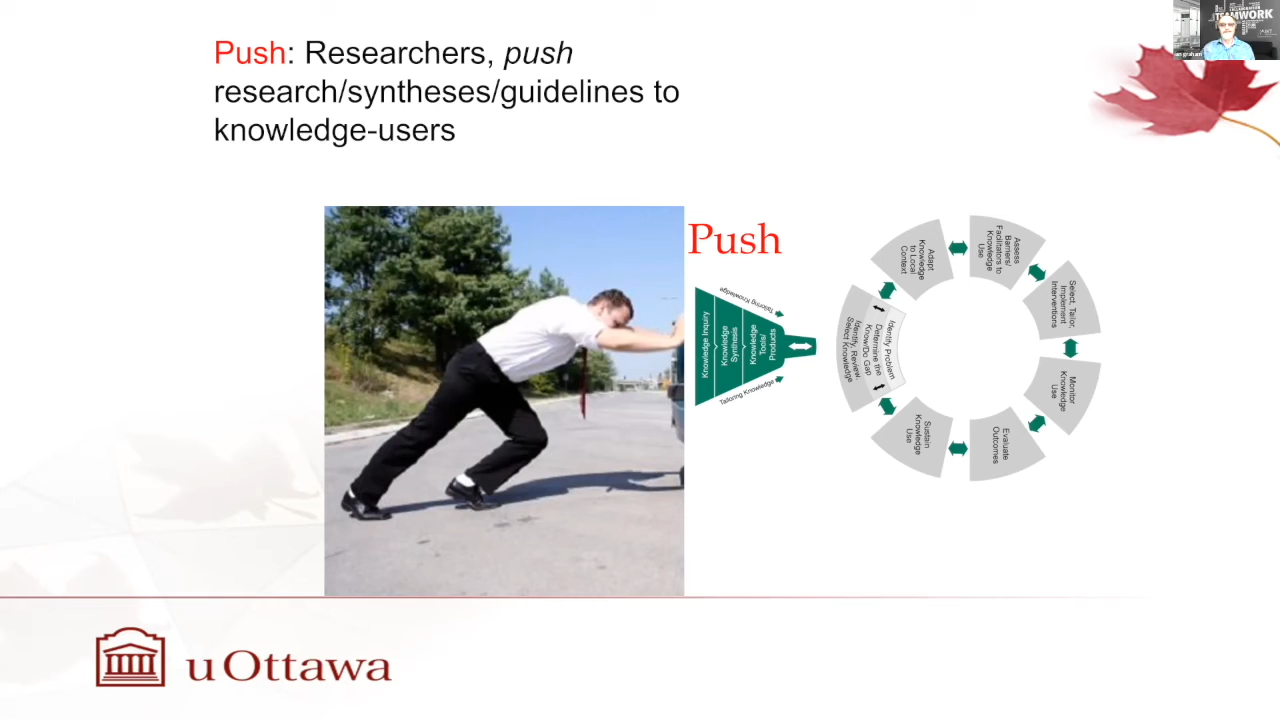 Push: Researchers, push
research/syntheses/guidelines to
knowledge-users
TEAMWORK
Push
Tailoring Knowledge
Knowledge Inquiry
Knowledge
Synthesis
Knowledge
Tools/
Products
Tailoring Knowledge
Identify Problem
Determine the
Know/Do Gap
Identify, Review,
Select Knowledge
Adapt
Knowledge
to Local
Context
Assess
Barriers/
Facilitators to
Knowledge
Use
Select, Tailor,
Implement
Interventions
Monitor
Knowledge
Use
Evaluate
Outcomes
Sustain
Knowledge
Use
uOttawa